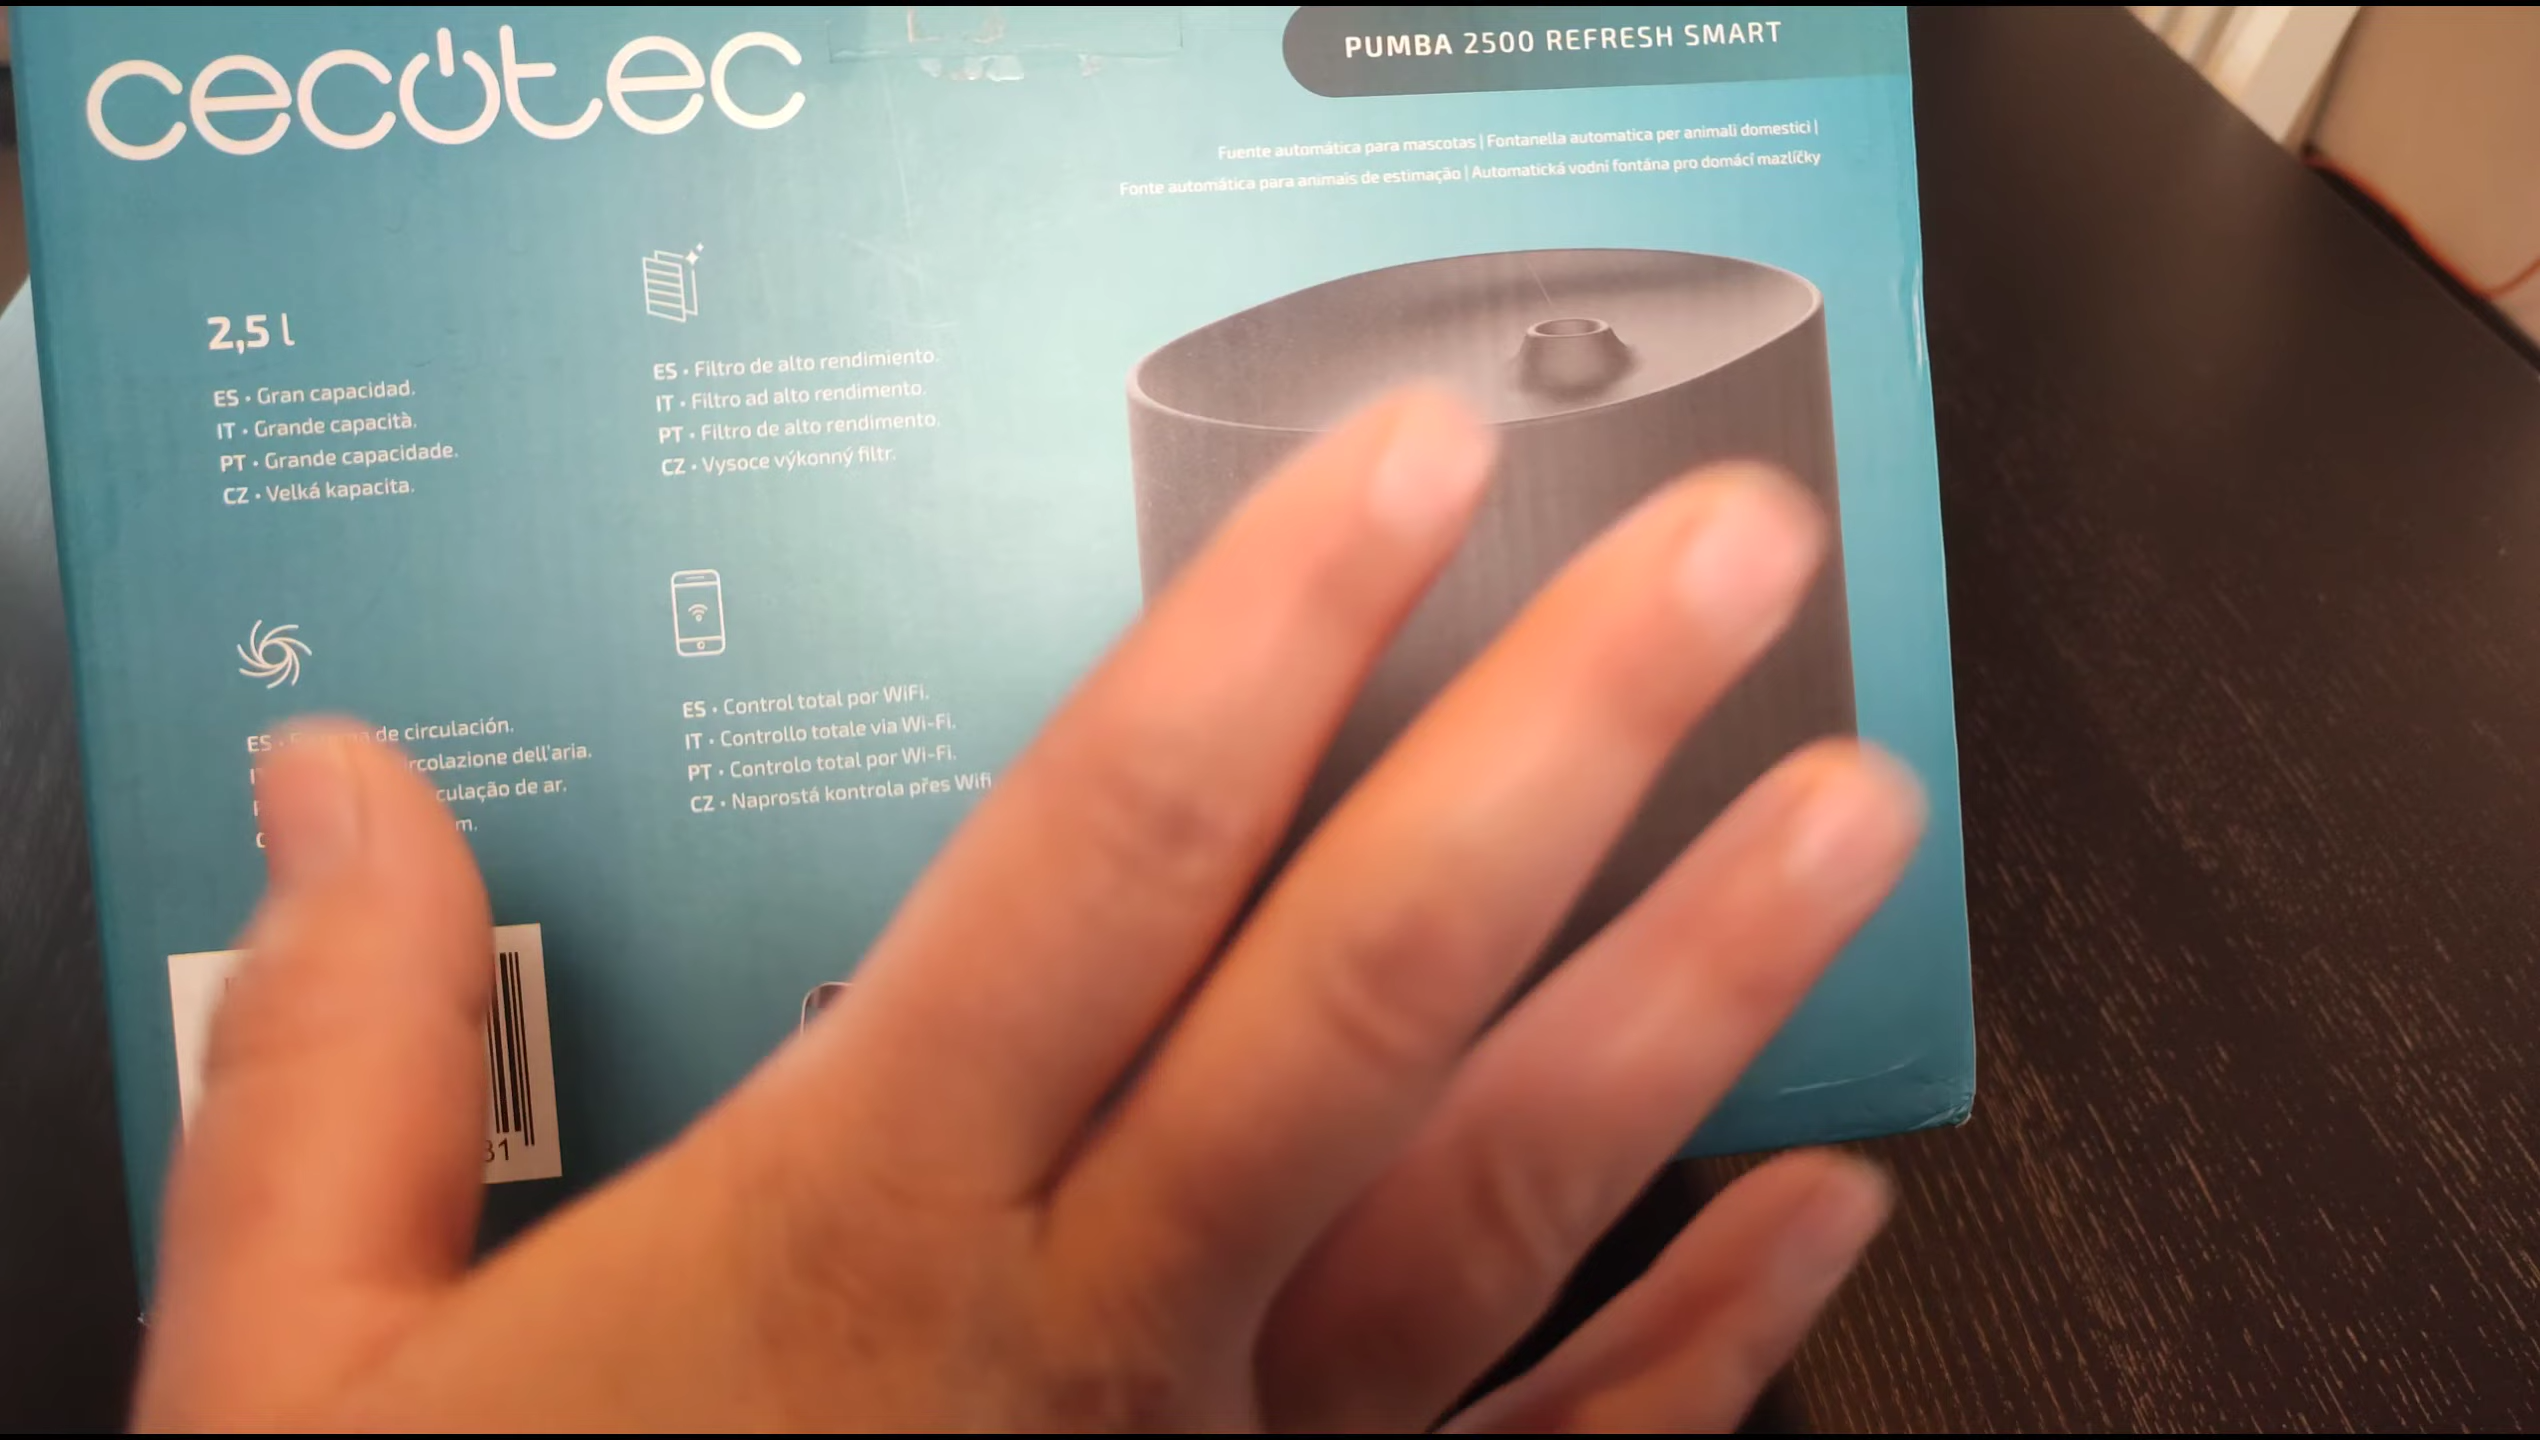 cecotec
PUMBA 2500 REFRESH SMART
Fuente automática para mascotas | Fontanella automatica per animali domestici |
Fonte automática para animais de estimação | Automatická vodní fontána pro domácí mazlíčky
2,5 l
ES • Gran capacidad.
IT • Grande capacità.
PT • Grande capacidade.
CZ • Velká kapacita.
ES • Filtro de alto rendimiento.
IT • Filtro ad alto rendimento.
PT • Filtro de alto rendimento.
CZ • Vysoce výkonný filtr.
ES • de circulación.
dell'aria.
de ar.
ES • Control total por WiFi.
IT • Controllo totale via Wi-Fi.
PT • Controlo total por Wi-Fi.
CZ • Naprostá kontrola přes Wifi
31